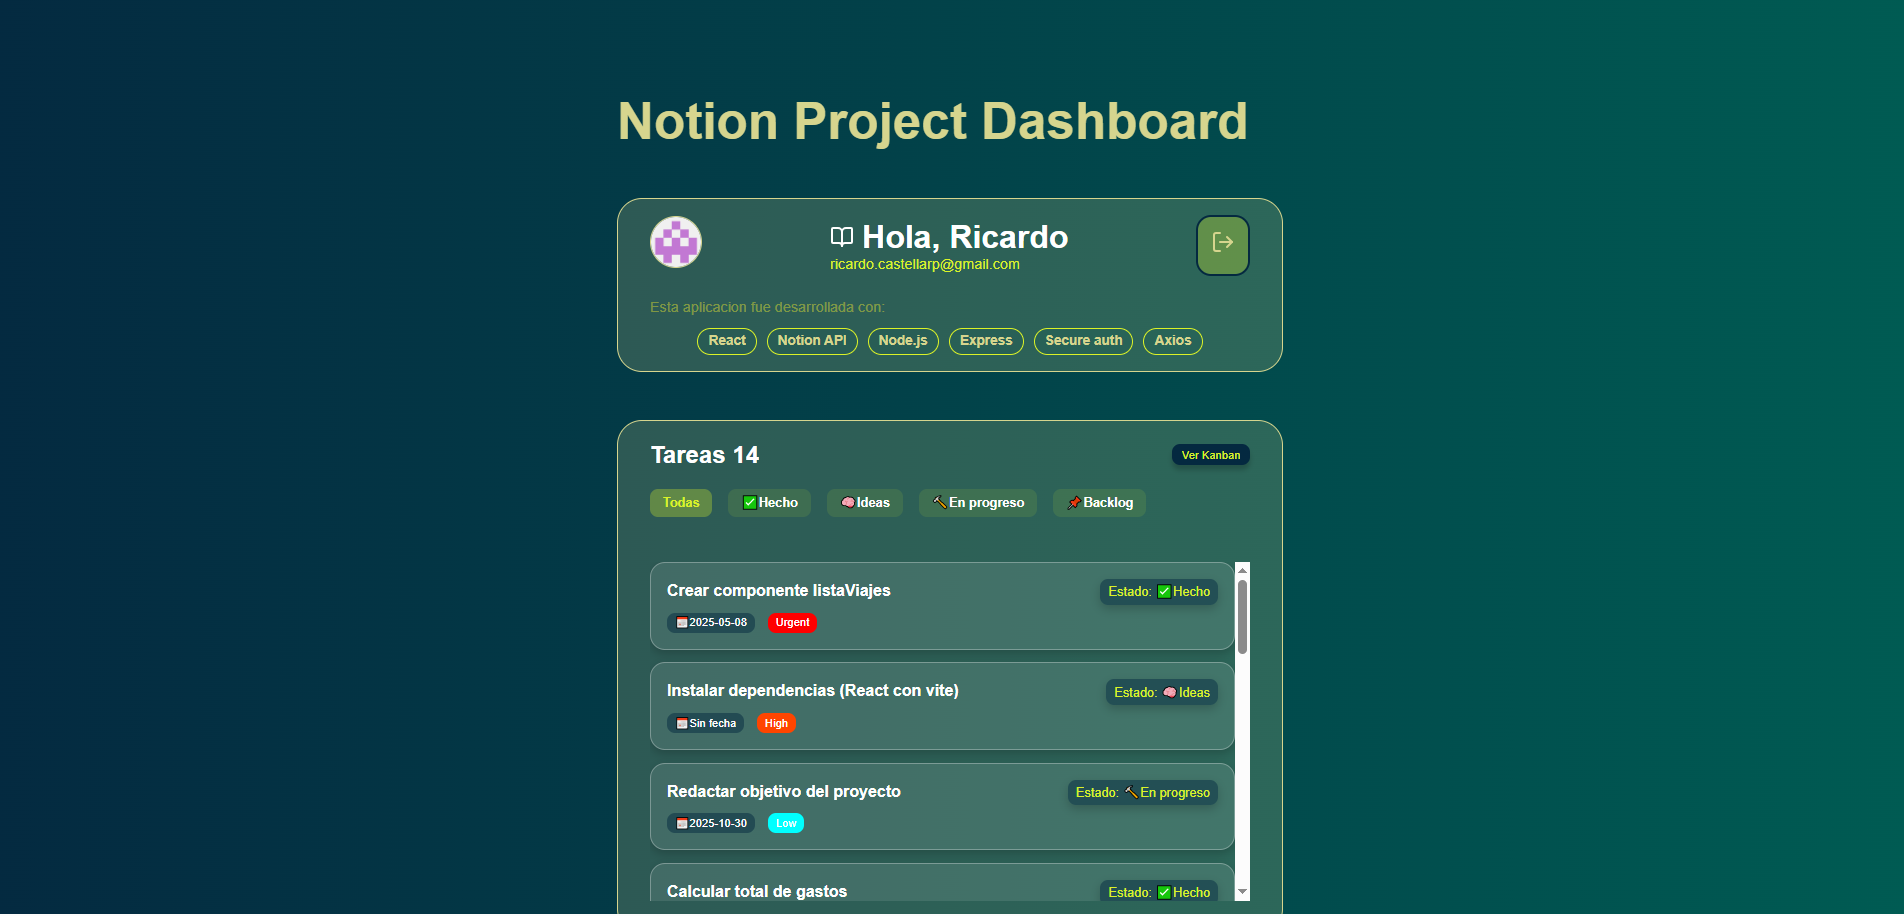 Notion Project Dashboard
Hola, Ricardo
ricardo.castellarp@gmail.com
Esta aplicacion fue desarrollada con:
React Notion API Node.js Express Secure auth Axios
Tareas 14 Ver Kanban
Todas ✅Hecho 🧠Ideas 🔨En progreso 📌Backlog
Crear componente listaViajes Estado: ✅Hecho
📅2025-05-08 Urgent
Instalar dependencias (React con vite) Estado: 🧠Ideas
📅Sin fecha High
Redactar objetivo del proyecto Estado: 🔨En progreso
📅2025-10-30 Low
Calcular total de gastos Estado: ✅Hecho